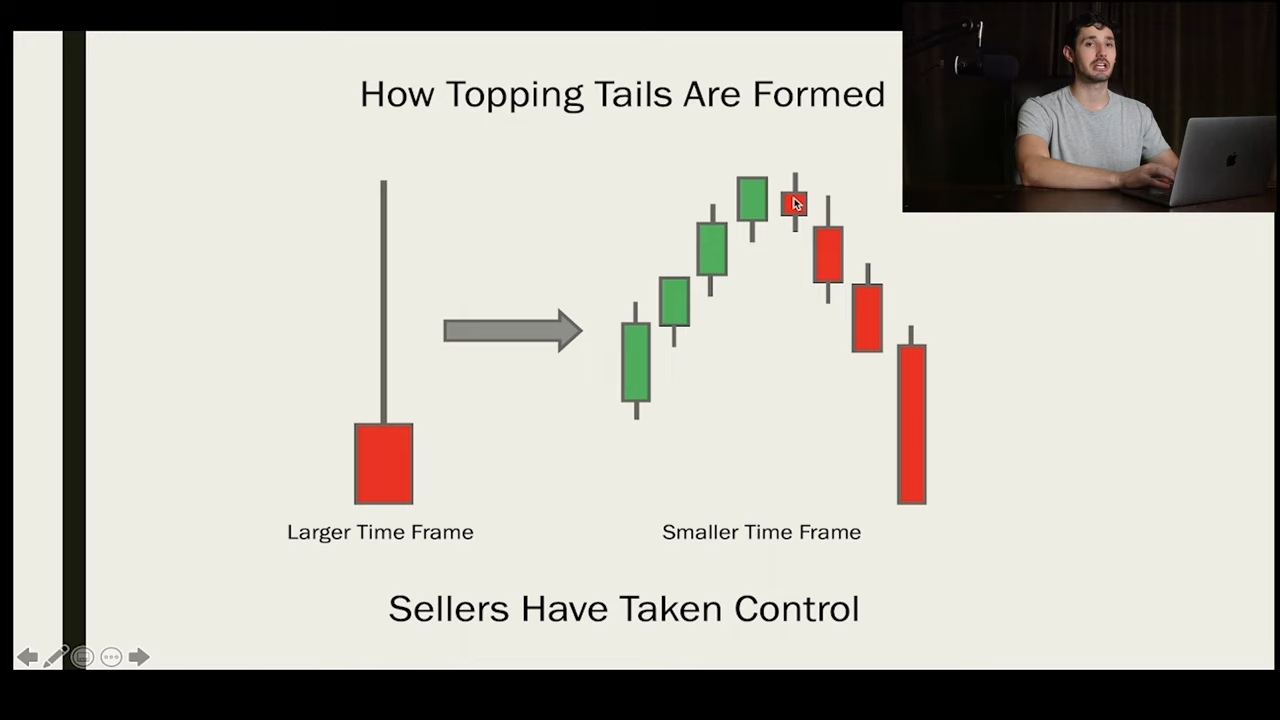 How Topping Tails Are Formed
Larger Time Frame
Smaller Time Frame
Sellers Have Taken Control